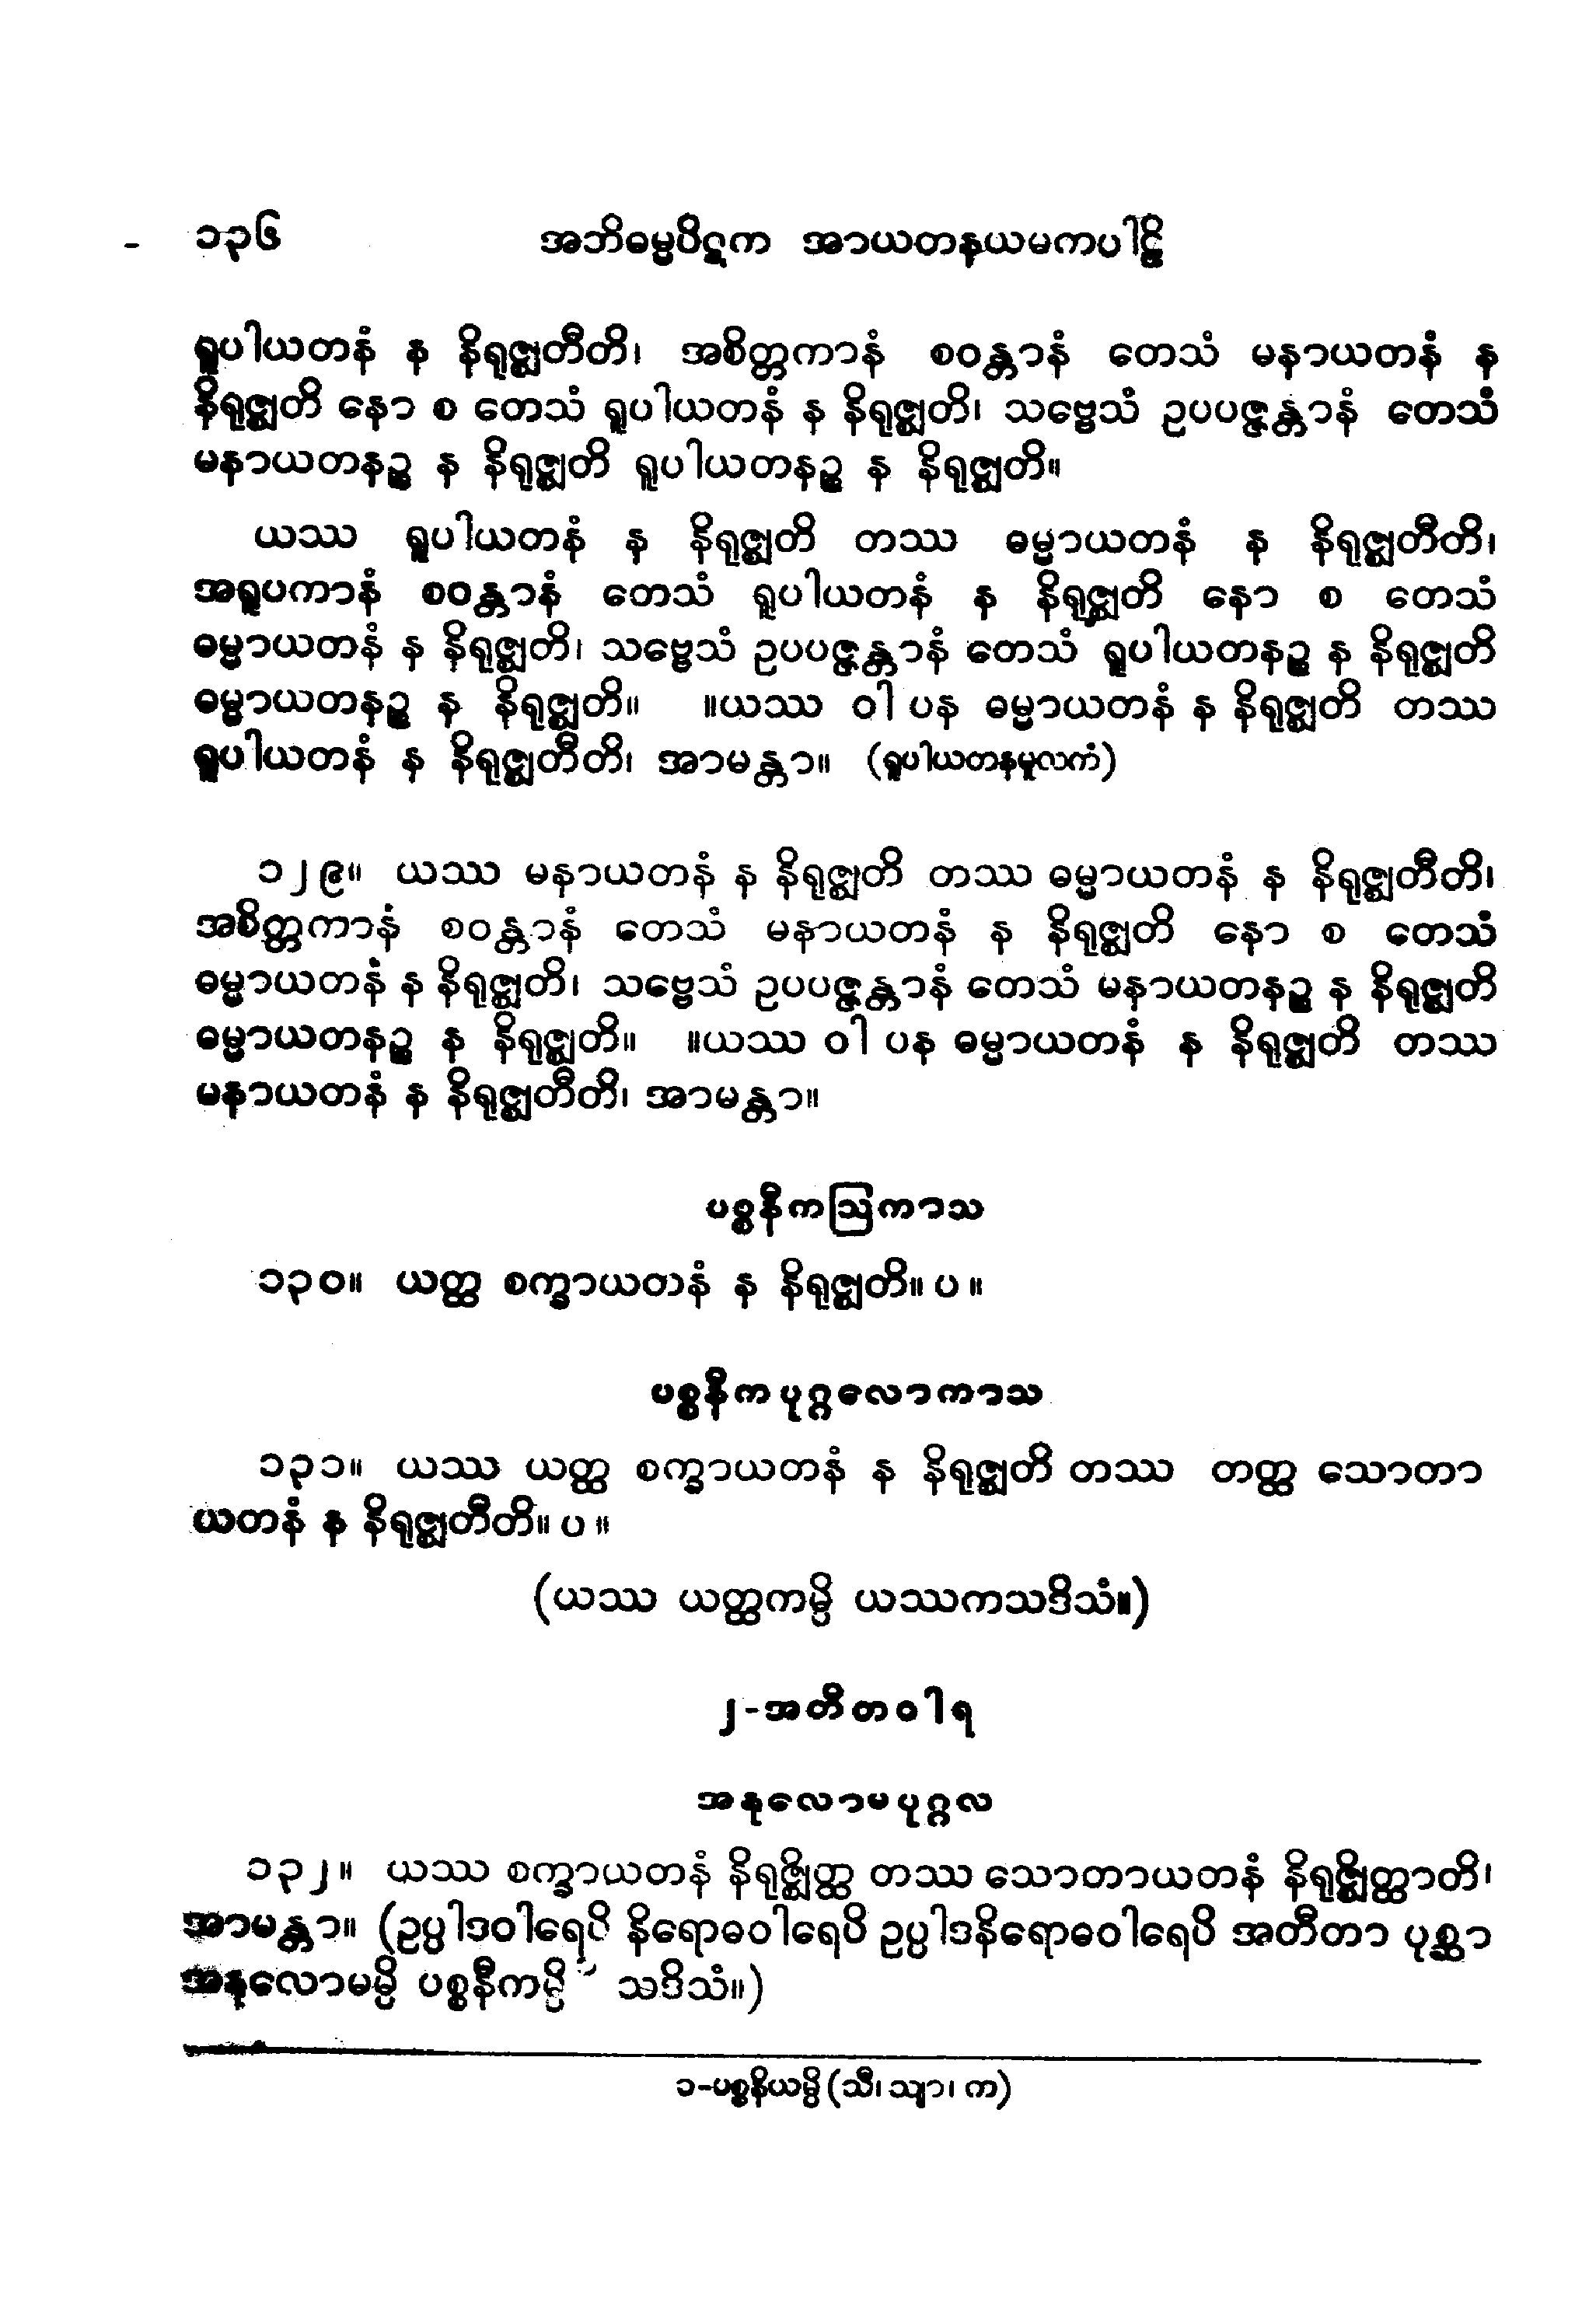 ၁၃၆ အဘိဓမ္မပိဋက အာယတနယမကပါဠိ
ရူပါယတနံ န နိရုဇ္ဈတီတိ၊ အစိတ္တကာနံ စဝန္တာနံ တေသံ မနာယတနံ န
နိရုဇ္ဈတိ နော စ တေသံ ရူပါယတနံ န နိရုဇ္ဈတိ၊ သဗ္ဗေသံ ဥပပဇ္ဇန္တာနံ တေသံ
မနာယတနဉ္စ န နိရုဇ္ဈတိ ရူပါယတနဉ္စ န နိရုဇ္ဈတိ။
ယဿ ရူပါယတနံ န နိရုဇ္ဈတိ တဿ ဓမ္မာယတနံ န နိရုဇ္ဈတီတိ၊
အရူပကာနံ စဝန္တာနံ တေသံ ရူပါယတနံ န နိရုဇ္ဈတိ နော စ တေသံ
ဓမ္မာယတနံ န နိရုဇ္ဈတိ၊ သဗ္ဗေသံ ဥပပဇ္ဇန္တာနံ တေသံ ရူပါယတနဉ္စ န နိရုဇ္ဈတိ
ဓမ္မာယတနဉ္စ န နိရုဇ္ဈတိ။ ။ယဿ ဝါ ပန ဓမ္မာယတနံ န နိရုဇ္ဈတိ တဿ
ရူပါယတနံ န နိရုဇ္ဈတီတိ၊ အာမန္တာ။ (ရူပါယတနမူလကံ)
၁၂၉။ ယဿ မနာယတနံ န နိရုဇ္ဈတိ တဿ ဓမ္မာယတနံ န နိရုဇ္ဈတီတိ၊
အစိတ္တကာနံ စဝန္တာနံ တေသံ မနာယတနံ န နိရုဇ္ဈတိ နော စ တေသံ
ဓမ္မာယတနံ န နိရုဇ္ဈတိ၊ သဗ္ဗေသံ ဥပပဇ္ဇန္တာနံ တေသံ မနာယတနဉ္စ န နိရုဇ္ဈတိ
ဓမ္မာယတနဉ္စ န နိရုဇ္ဈတိ။ ။ယဿ ဝါ ပန ဓမ္မာယတနံ န နိရုဇ္ဈတိ တဿ
မနာယတနံ န နိရုဇ္ဈတီတိ၊ အာမန္တာ။
ပစ္စနီကဩကာသ
၁၃၀။ ယတ္ထ စက္ခာယတနံ န နိရုဇ္ဈတိ။ ပ ။
ပစ္စနီကပုဂ္ဂလောကာသ
၁၃၁။ ယဿ ယတ္ထ စက္ခာယတနံ န နိရုဇ္ဈတိ တဿ တတ္ထ သောတာ
ယတနံ န နိရုဇ္ဈတီတိ။ ပ ။
(ယဿ ယတ္ထကမ္ပိ ယဿကသဒိသံ။)
၂-အတီတဝါရ
အနုလောမပုဂ္ဂလ
၁၃၂။ ယဿ စက္ခာယတနံ နိရုဇ္ဈိတ္ထ တဿ သောတာယတနံ နိရုဇ္ဈိတ္ထာတိ၊
အာမန္တာ။ (ဥပ္ပါဒဝါရေပိ နိရောဓဝါရေပိ ဥပ္ပါဒနိရောဓဝါရေပိ အတီတာ ပုစ္ဆာ
အနုလောမမ္ပိ ပစ္စနီကမ္ပိ သဒိသံ။)
၁-ပစ္စနိယမ္ပိ (သီ၊ သျာ၊ က)